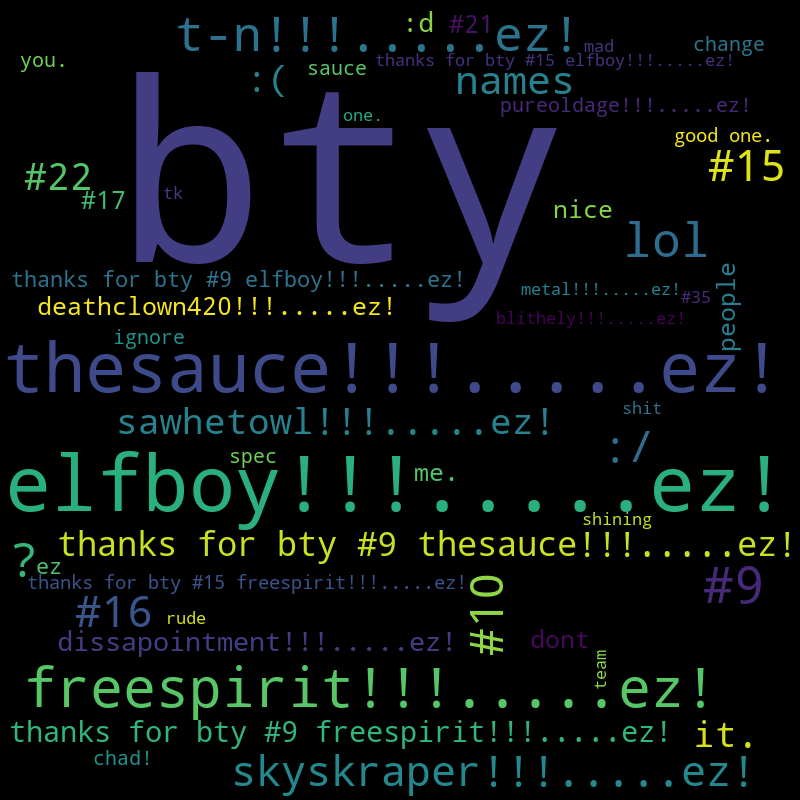 t-n!!!.....ez!
:d
#21
mad
change
you.
:(
sauce
thanks for bty #15 elfboy!!!.....ez!
names
pureoldage!!!.....ez!
bty
one.
good one.
#15
#22
#17
tk
nice
lol
thanks for bty #9 elfboy!!!.....ez!
metal!!!.....ez!
#35
people
deathclown420!!!.....ez!
blithely!!!.....ez!
ignore
thesauce!!!.....ez!
sawhetowl!!!.....ez!
shit
:/
spec
me.
elfboy!!!.....ez!
shining
thanks for bty #9 thesauce!!!.....ez!
?
ez
thanks for bty #15 freespirit!!!.....ez!
#9
#16
rude
#10
dissapointment!!!.....ez!
dont
team
freespirit!!!.....ez!
thanks for bty #9 freespirit!!!.....ez!
it.
chad!
skyskraper!!!.....ez!